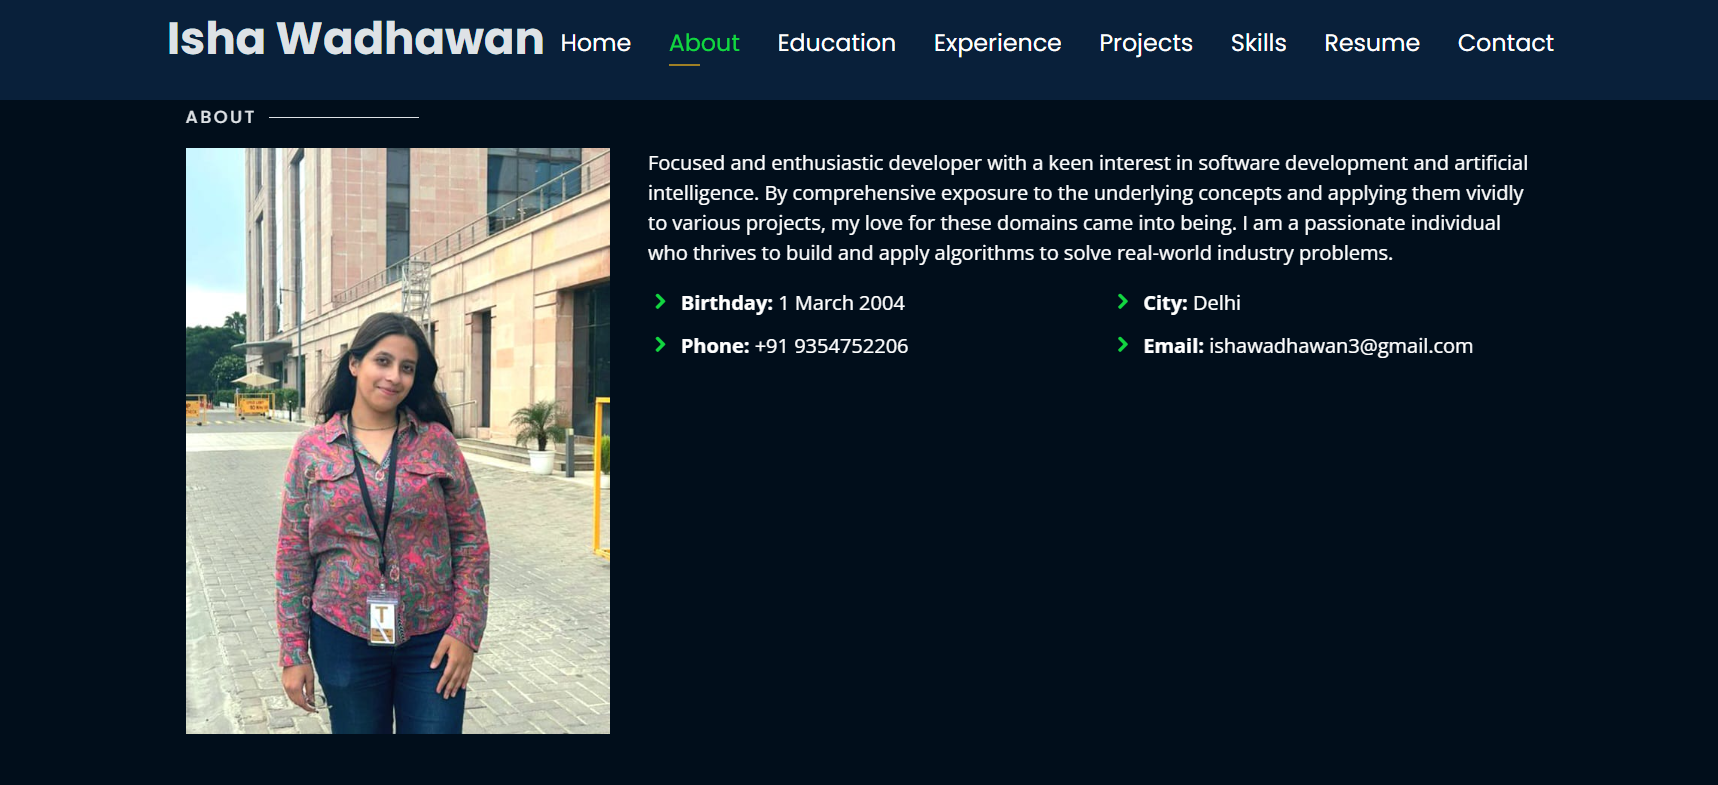 Isha Wadhawan Home About Education Experience Projects Skills Resume Contact
ABOUT
Focused and enthusiastic developer with a keen interest in software development and artificial
intelligence. By comprehensive exposure to the underlying concepts and applying them vividly
to various projects, my love for these domains came into being. I am a passionate individual
who thrives to build and apply algorithms to solve real-world industry problems.
Birthday: 1 March 2004 City: Delhi
Phone: +91 9354752206 Email: ishawadhawan3@gmail.com
T